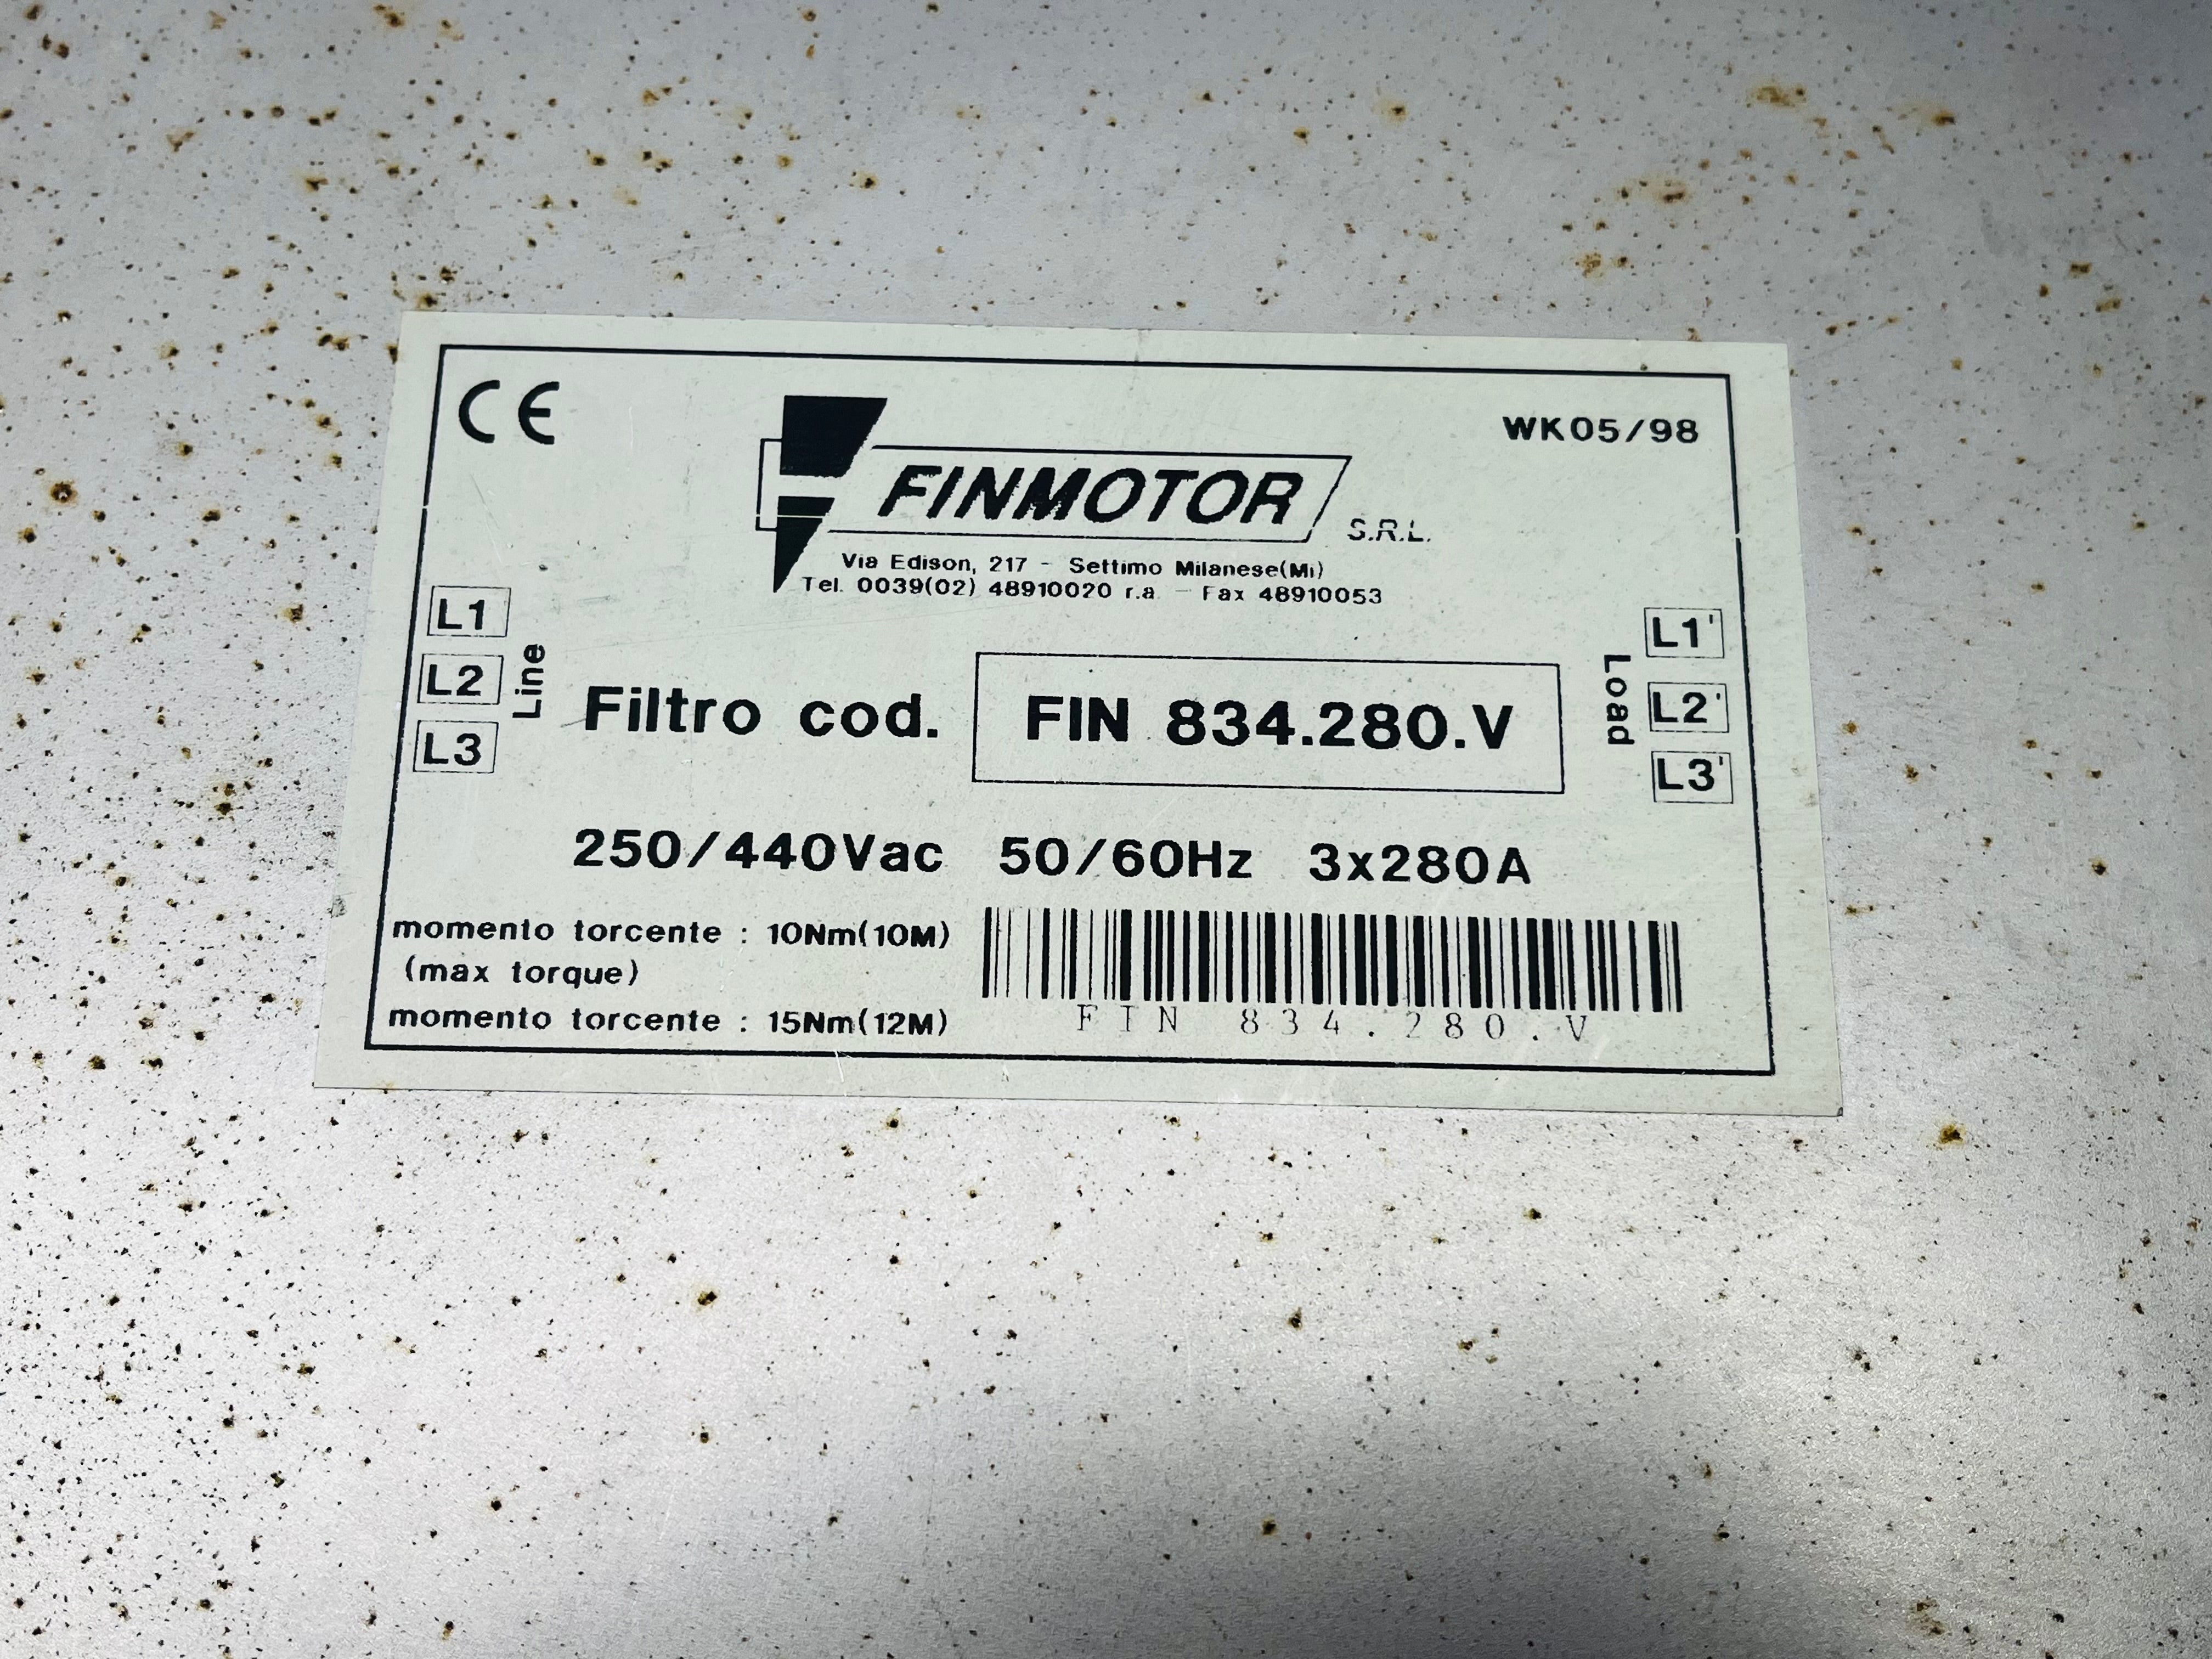 CE
WK05/98
FINMOTOR S.R.L.
Via Edison, 217 - Settimo Milanese(Mi)
Tel. 0039(02) 48910020 r.a. - Fax 48910053
L1
L2
L3
Line
Filtro cod.
FIN 834.280.V
Load
L1'
L2'
L3'
250/440Vac 50/60Hz 3x280A
momento torcente : 10Nm(10M)
(max torque)
momento torcente : 15Nm(12M)
FIN 834.280.V